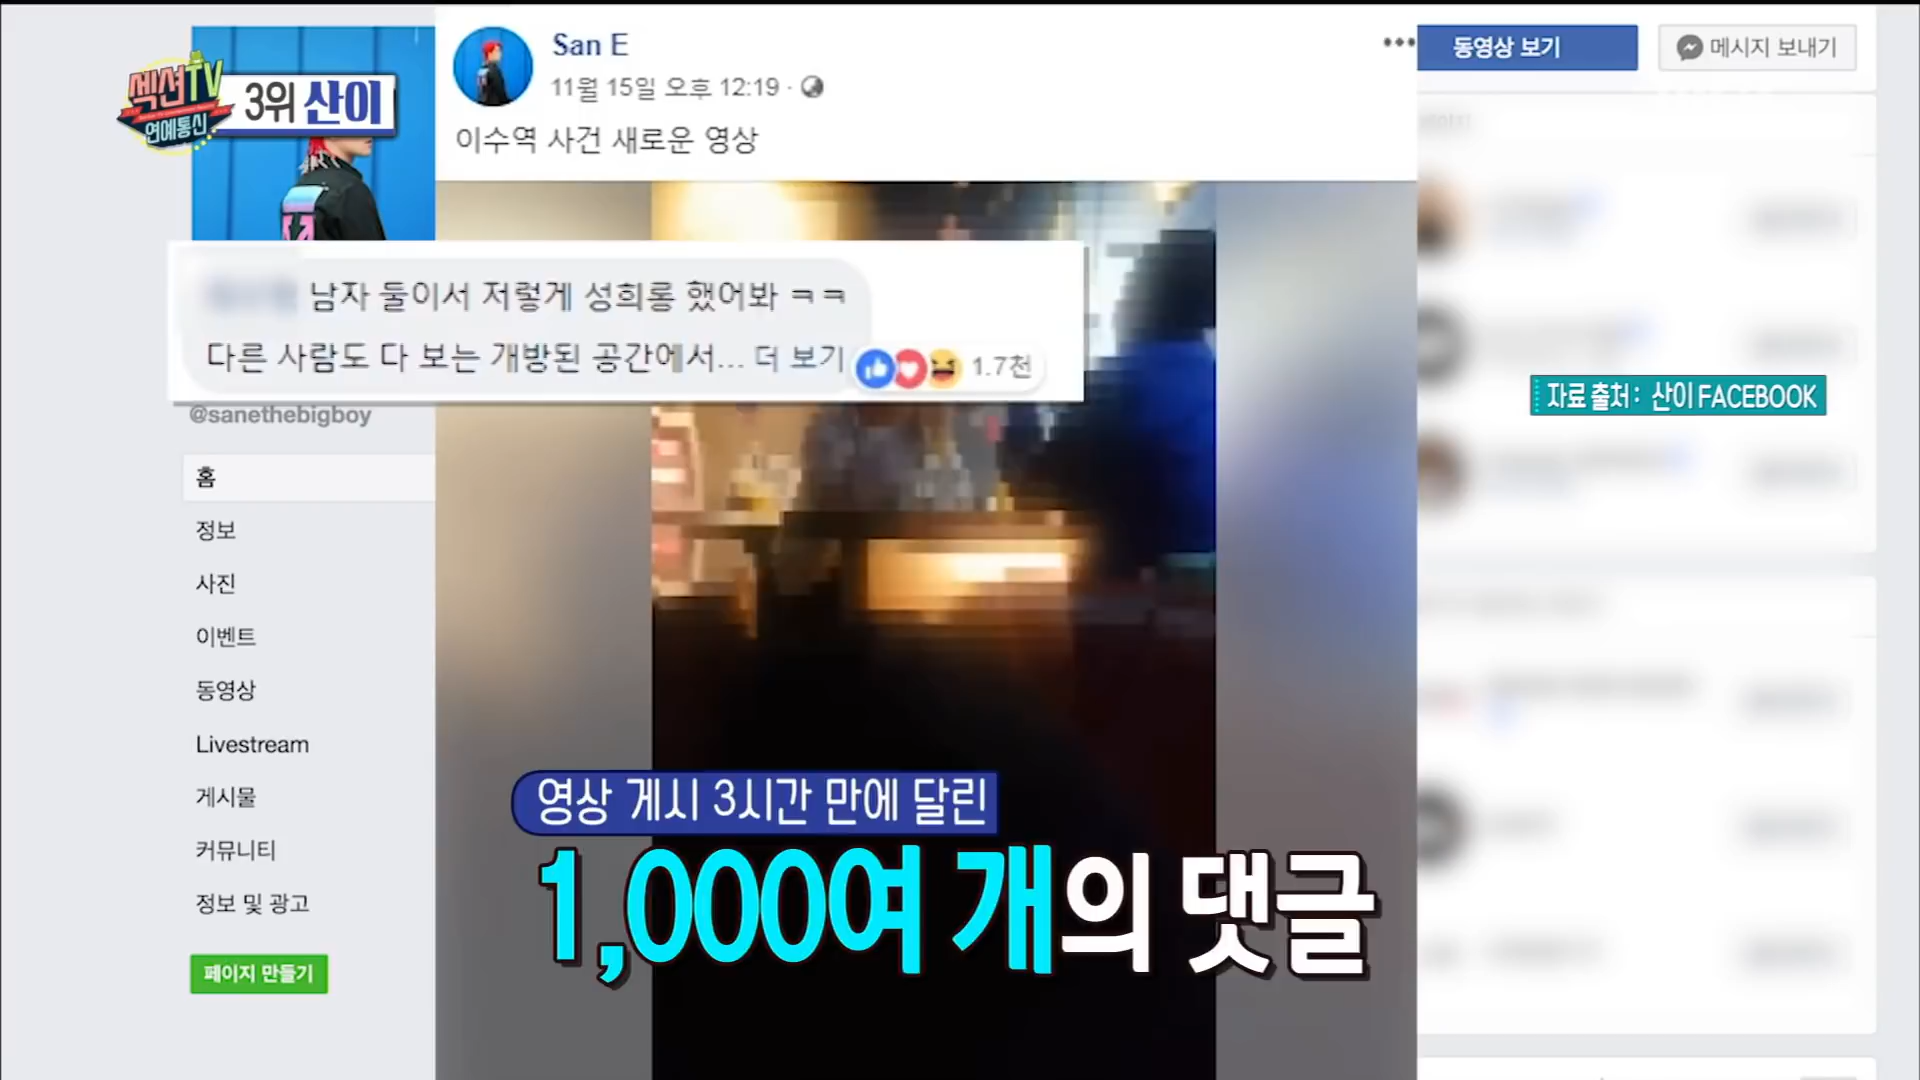 섹션TV
연예통신
3위 산이
San E
11월 15일 오후 12:19
이수역 사건 새로운 영상
동영상 보기
메시지 보내기
남자 둘이서 저렇게 성희롱 했어봐 ㅋㅋ
다른 사람도 다 보는 개방된 공간에서... 더 보기
1.7천
@sanethebigboy
자료 출처 : 산이 FACEBOOK
홈
정보
사진
이벤트
동영상
Livestream
게시물
커뮤니티
정보 및 광고
페이지 만들기
영상 게시 3시간 만에 달린
1,000여 개의 댓글